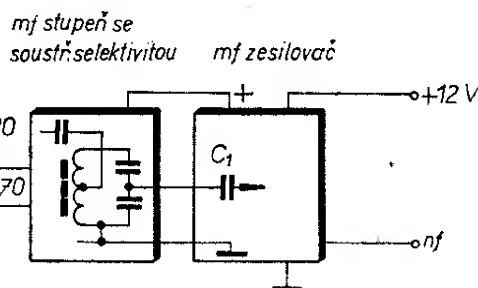 mf stupeň se
soustř. selektivitou
mf zesilovač
+
+12 V
C₁
70
nf